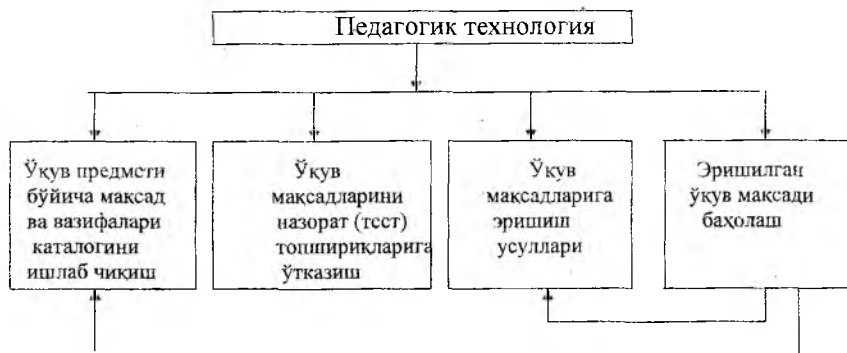 Педагогик технология
Ўқув предмети
бўйича мақсад
ва вазифалари
каталогини
ишлаб чиқиш
Ўқув
мақсадларини
назорат (тест)
топшириқларига
ўтказиш
Ўқув
мақсадларига
эришиш
усуллари
Эришилган
ўқув мақсади
баҳолаш